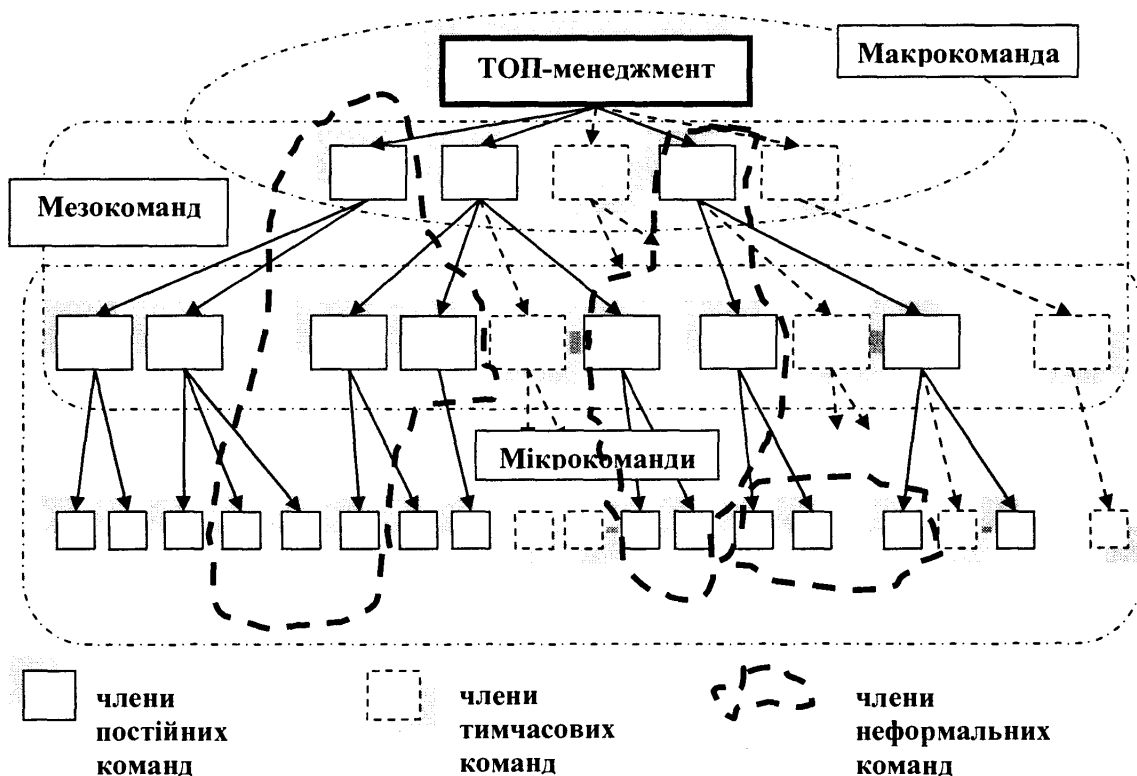 Макрокоманда
ТОП-менеджмент
Мезокоманд
Мікрокоманди
члени
постійних
команд
члени
тимчасових
команд
члени
неформальних
команд